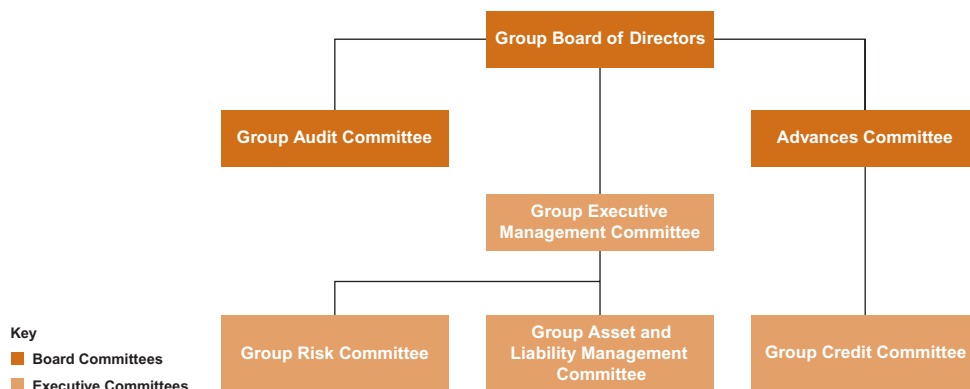 Group Board of Directors
Group Audit Committee
Advances Committee
Group Executive
Management Committee
Group Risk Committee
Group Asset and
Liability Management
Committee
Group Credit Committee
Key
Board Committees
Executive Committees